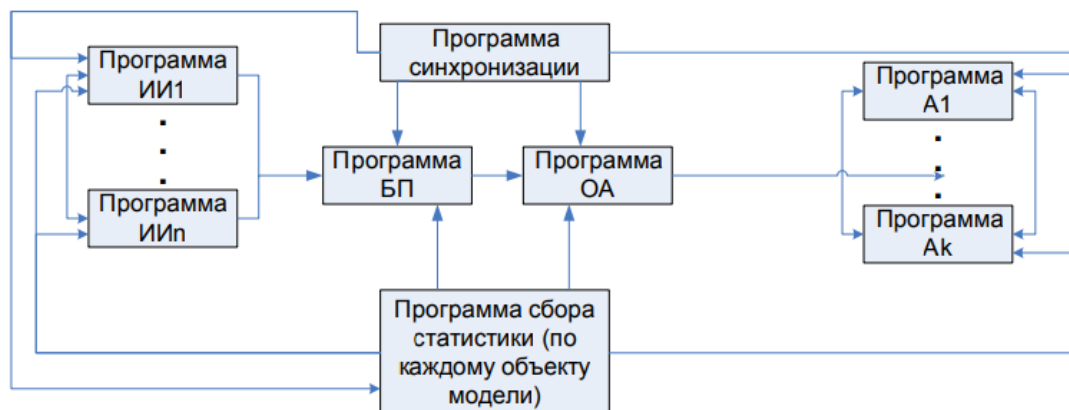 Программа
синхронизации
Программа
ИИ1
Программа
А1
Программа
БП
Программа
ОА
Программа
ИИn
Программа
Аk
Программа сбора
статистики (по
каждому объекту
модели)